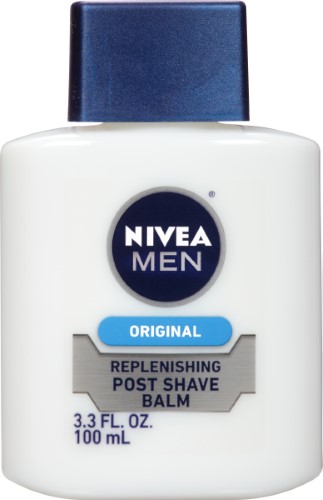 ®
NIVEA
MEN
ORIGINAL
REPLENISHING
POST SHAVE
BALM
3.3 FL. OZ.
100 mL